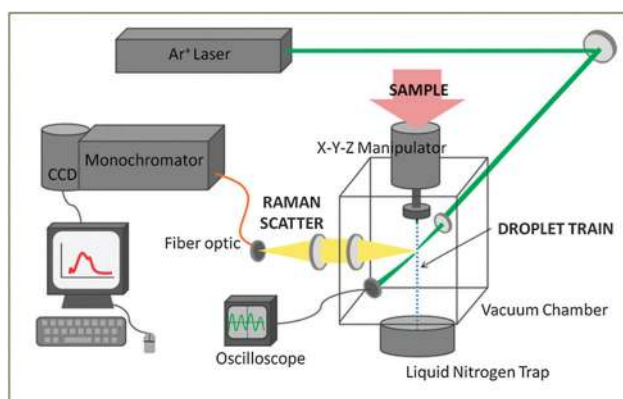 Ar+ Laser
SAMPLE
X-Y-Z Manipulator
CCD
Monochromator
RAMAN
SCATTER
Fiber optic
DROPLET TRAIN
Vacuum Chamber
Oscilloscope
Liquid Nitrogen Trap